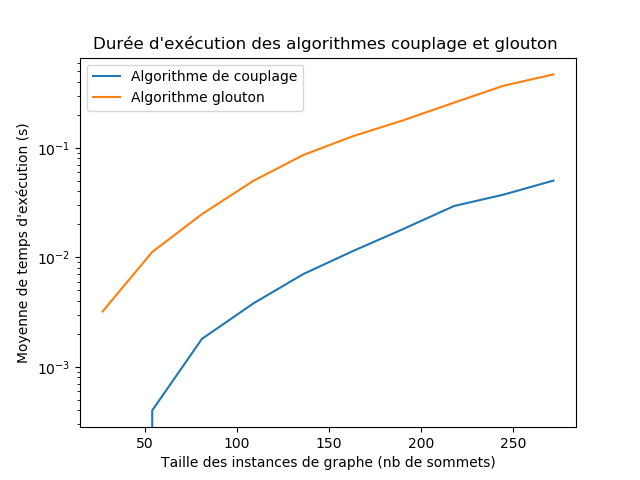 Durée d'exécution des algorithmes couplage et glouton
Algorithme de couplage
Algorithme glouton
Moyenne de temps d'exécution (s)
10⁻¹
10⁻²
10⁻³
50 100 150 200 250
Taille des instances de graphe (nb de sommets)